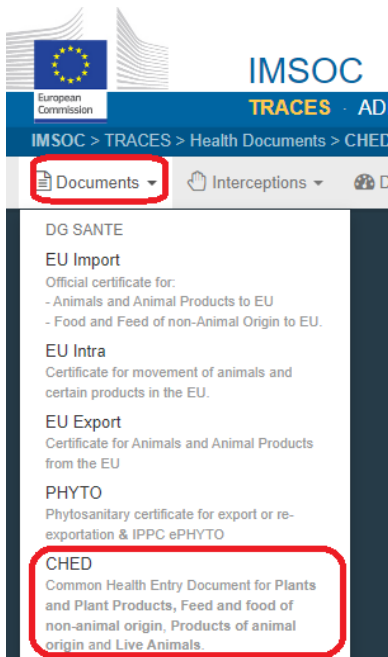 IMSOC
European
Commission
TRACES · AD
IMSOC > TRACES > Health Documents > CHED
Documents Interceptions D
DG SANTE
EU Import
Official certificate for:
- Animals and Animal Products to EU
- Food and Feed of non-Animal Origin to EU.
EU Intra
Certificate for movement of animals and
certain products in the EU.
EU Export
Certificate for Animals and Animal Products
from the EU
PHYTO
Phytosanitary certificate for export or re-
exportation & IPPC ePHYTO
CHED
Common Health Entry Document for Plants
and Plant Products, Feed and food of
non-animal origin, Products of animal
origin and Live Animals.